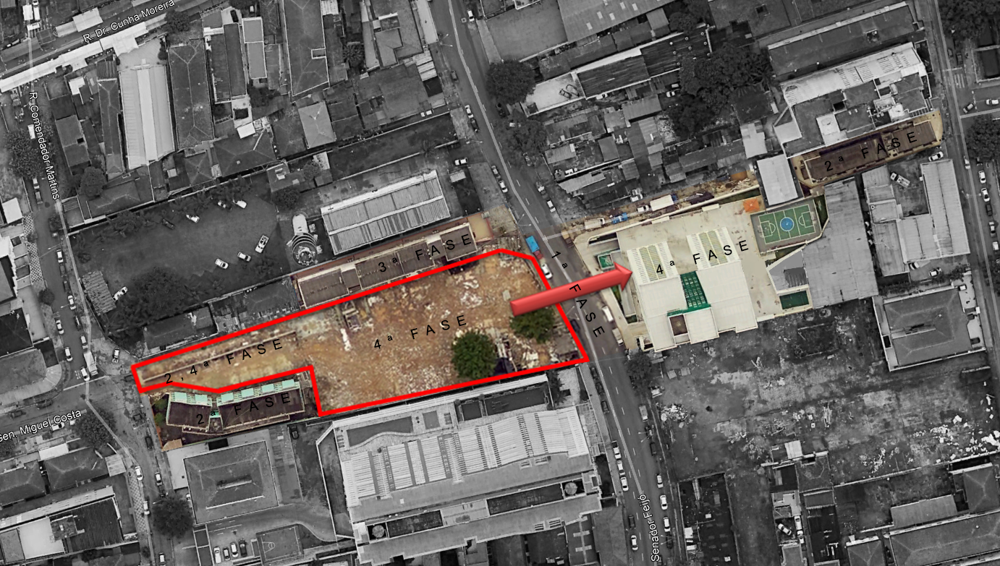 R. Dr. Cunha Moreira
R. Comendador Martins
2ª FASE
3ª FASE
1ª FASE
4ª FASE
4ª FASE
2,4ª FASE
2ª FASE
Gen. Miguel Costa
Senador Feijó